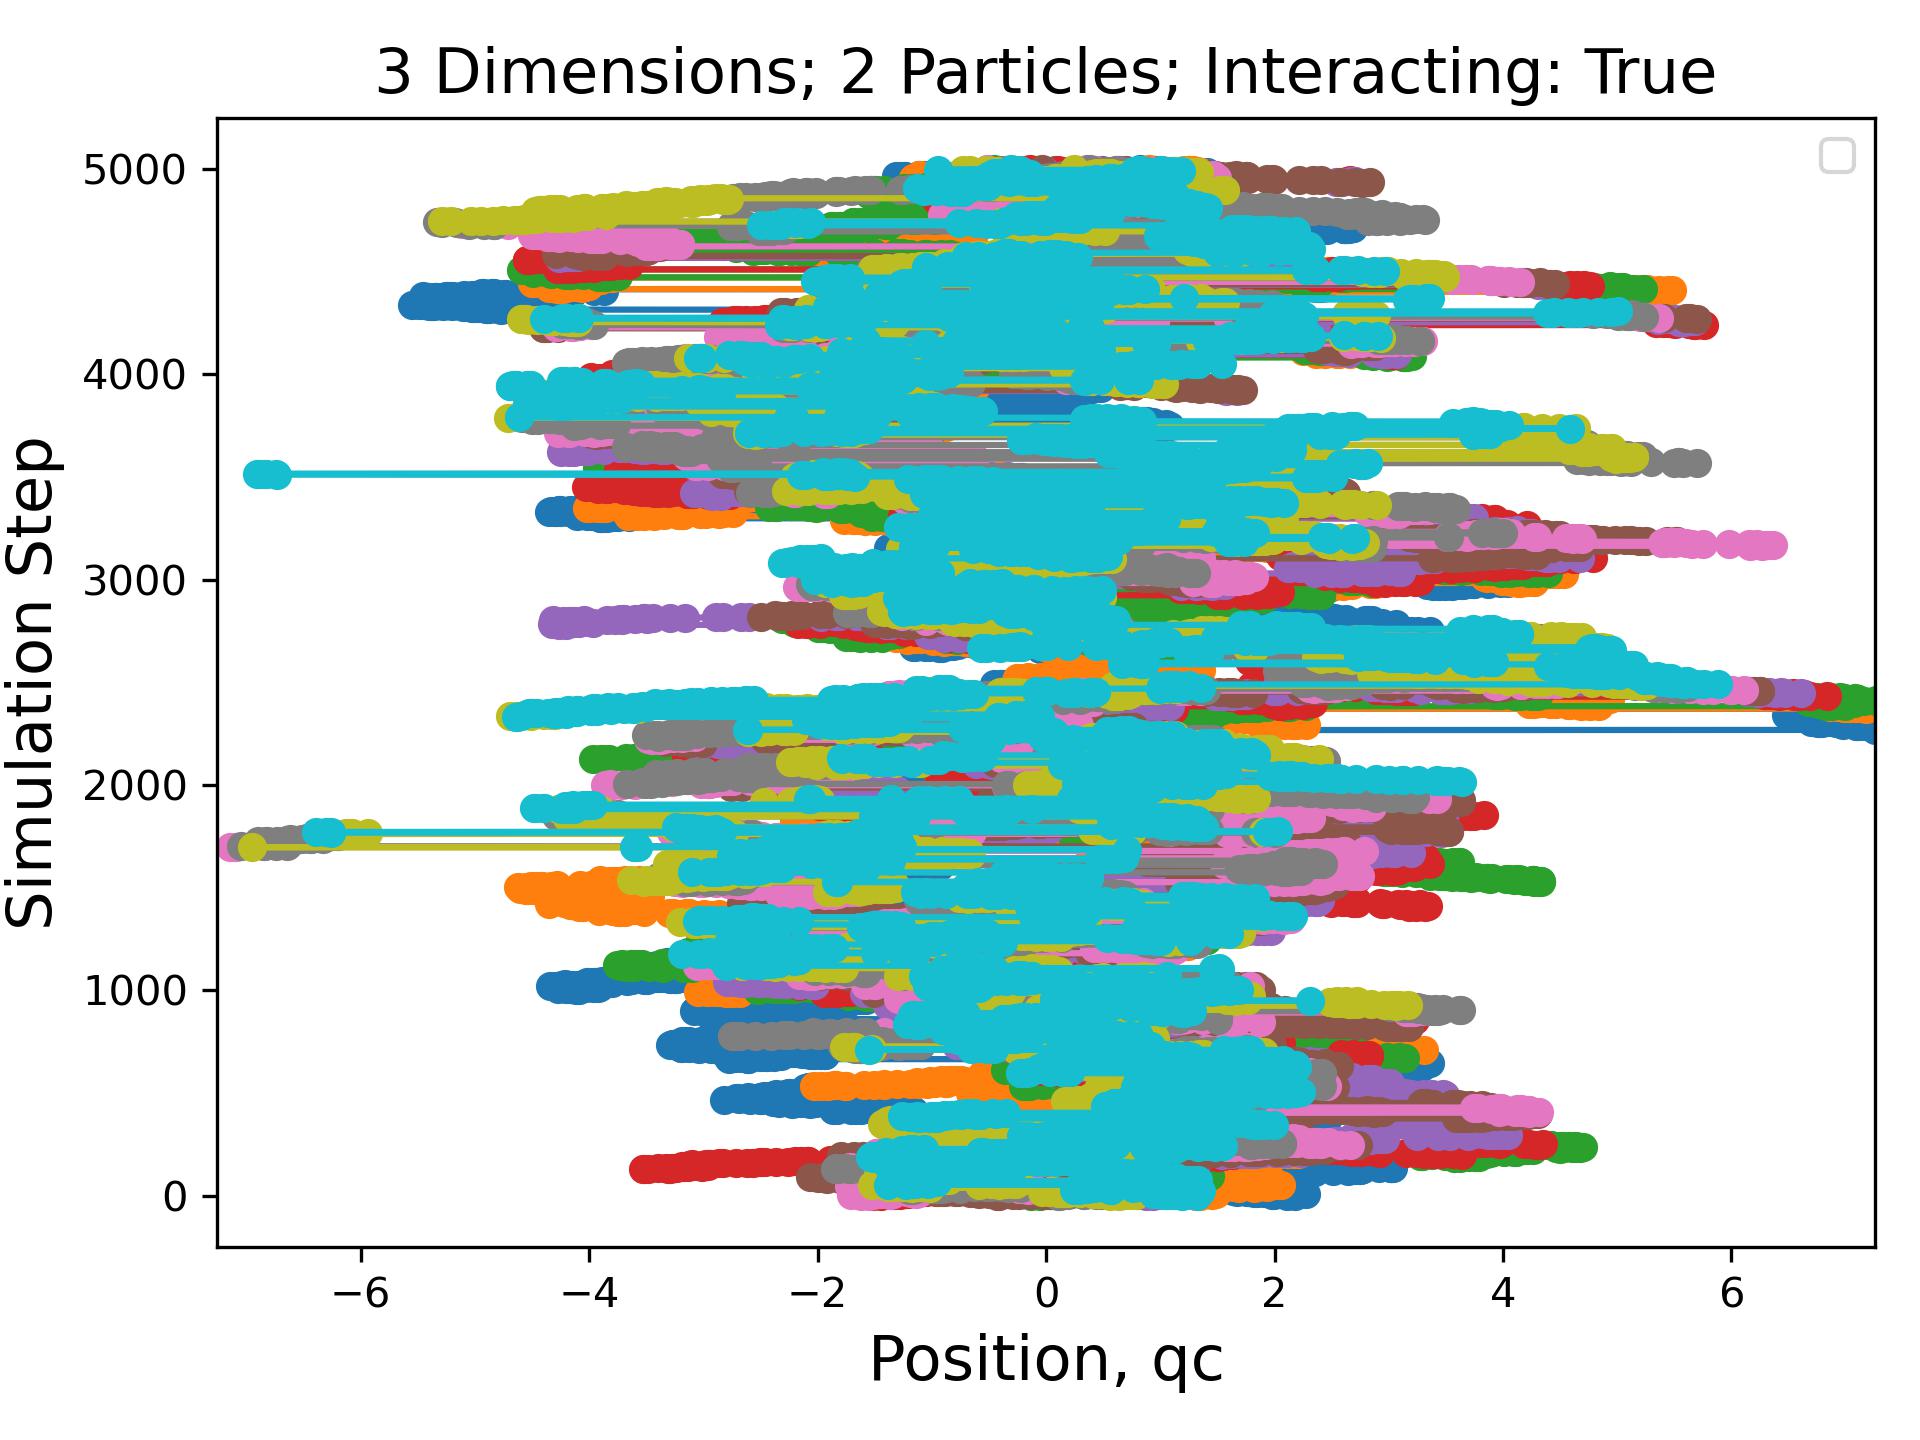 3 Dimensions; 2 Particles; Interacting: True
Simulation Step
5000
4000
3000
2000
1000
0
−6 −4 −2 0 2 4 6
Position, qc